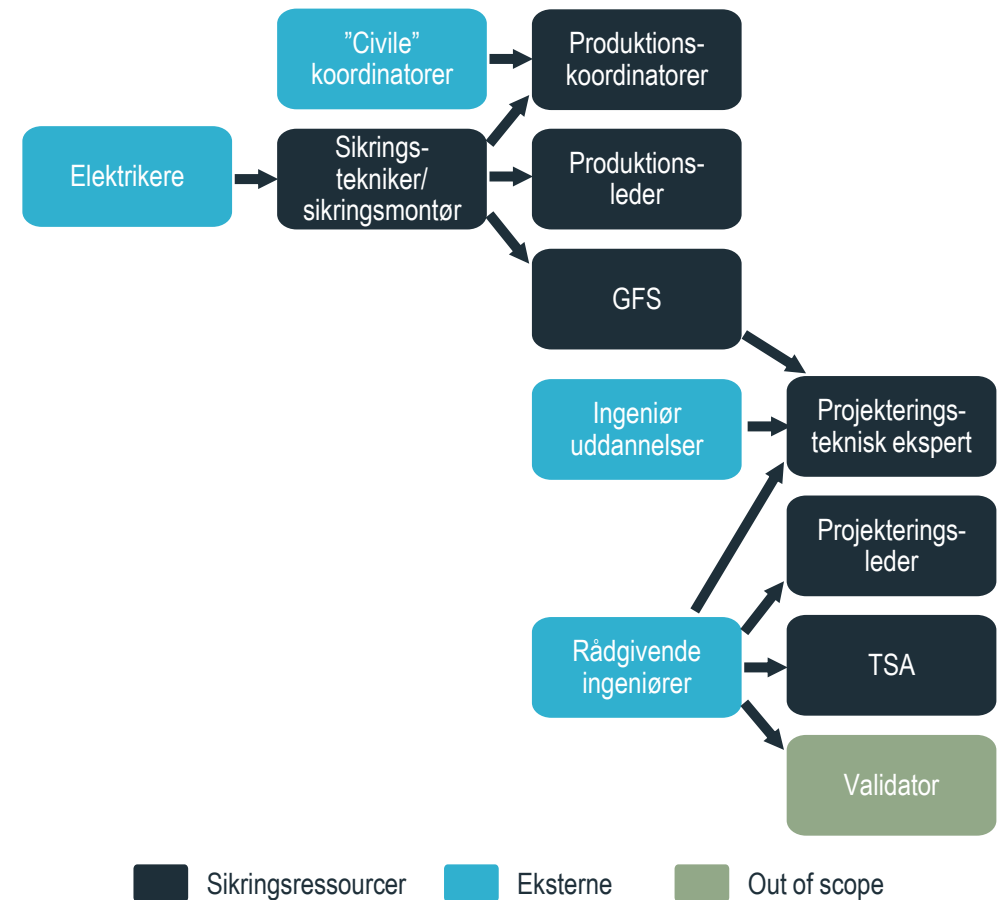 ”Civile”
koordinatorer
Produktions-
koordinatorer
Elektrikere
Sikrings-
tekniker/
sikringsmontør
Produktions-
leder
GFS
Ingeniør
uddannelser
Projekterings-
teknisk ekspert
Projekterings-
leder
Rådgivende
ingeniører
TSA
Validator
Sikringsressourcer
Eksterne
Out of scope